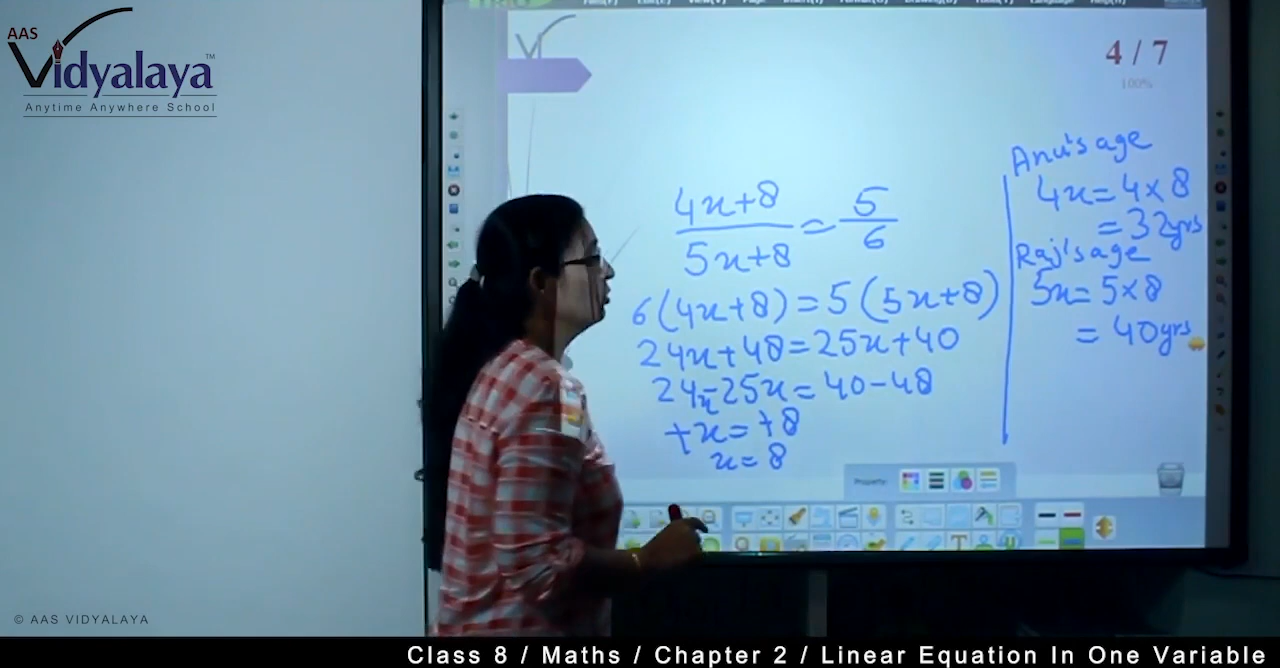 AAS
Vidyalaya™
Anytime Anywhere School
4 / 7
100%
4x+8/5x+8 = 5/6
6(4x+8)=5(5x+8)
24x+48=25x+40
24x-25x=40-48
+x=+8
x=8
Anu's age
4x=4×8
=32yrs
Raj's age
5x=5×8
=40yrs
Property:
© AAS VIDYALAYA
Class 8 / Maths / Chapter 2 / Linear Equation In One Variable